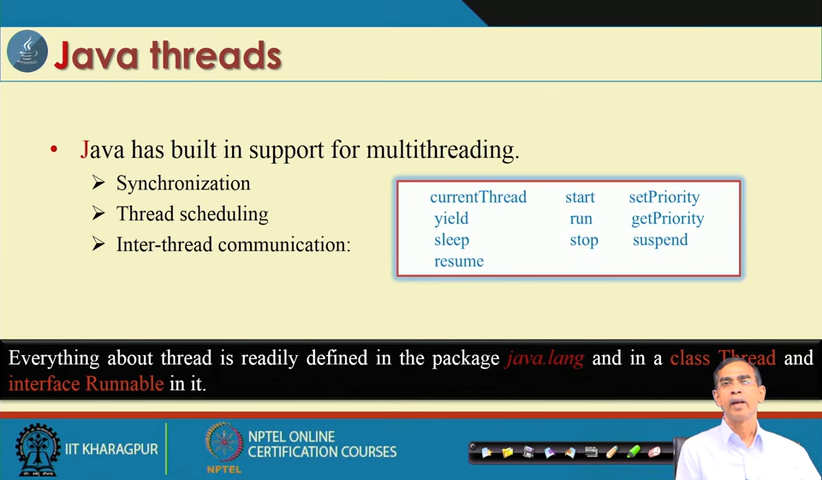 Java threads
• Java has built in support for multithreading.
➢ Synchronization
➢ Thread scheduling
➢ Inter-thread communication:
currentThread start setPriority
yield run getPriority
sleep stop suspend
resume
Everything about thread is readily defined in the package java.lang and in a class Thread and
interface Runnable in it.
IIT KHARAGPUR
NPTEL
NPTEL ONLINE
CERTIFICATION COURSES